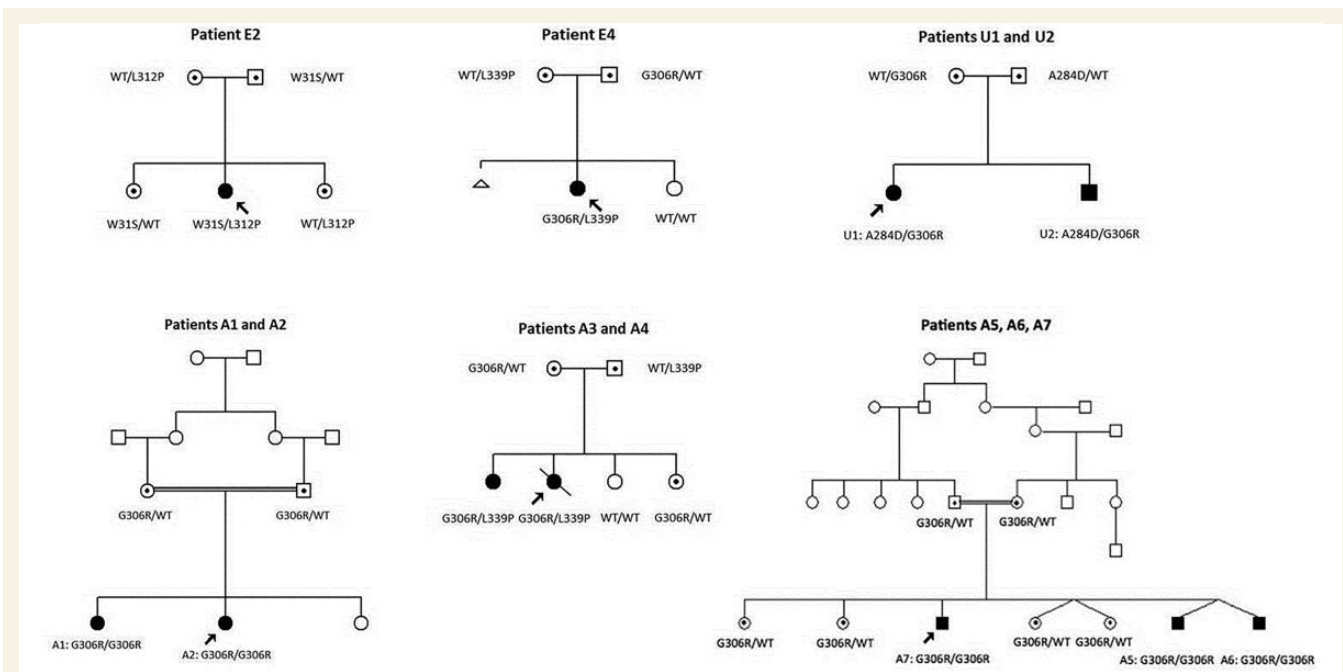 Patient E2
WT/L312P
W31S/WT
W31S/WT
W31S/L312P
WT/L312P
Patient E4
WT/L339P
G306R/WT
G306R/L339P
WT/WT
Patients U1 and U2
WT/G306R
A284D/WT
U1: A284D/G306R
U2: A284D/G306R
Patients A1 and A2
G306R/WT
G306R/WT
A1: G306R/G306R
A2: G306R/G306R
Patients A3 and A4
G306R/WT
WT/L339P
G306R/L339P
G306R/L339P
WT/WT
G306R/WT
Patients A5, A6, A7
G306R/WT
G306R/WT
G306R/WT
G306R/WT
A7: G306R/G306R
G306R/WT
G306R/WT
A5: G306R/G306R
A6: G306R/G306R